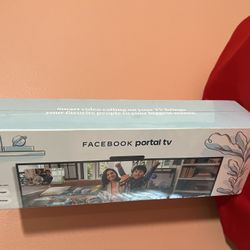 Smart video calling on your TV brings
your favorite people to your biggest screen.
FACEBOOK portal tv